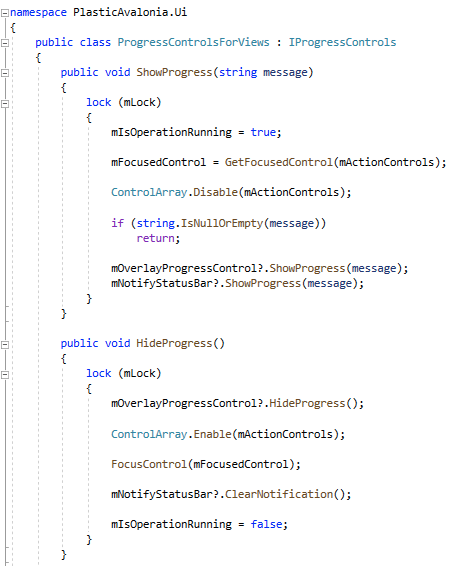 namespace PlasticAvalonia.Ui
{
public class ProgressControlsForViews : IProgressControls
{
public void ShowProgress(string message)
{
lock (mLock)
{
mIsOperationRunning = true;
mFocusedControl = GetFocusedControl(mActionControls);
ControlArray.Disable(mActionControls);
if (string.IsNullOrEmpty(message))
return;
mOverlayProgressControl?.ShowProgress(message);
mNotifyStatusBar?.ShowProgress(message);
}
}
public void HideProgress()
{
lock (mLock)
{
mOverlayProgressControl?.HideProgress();
ControlArray.Enable(mActionControls);
FocusControl(mFocusedControl);
mNotifyStatusBar?.ClearNotification();
mIsOperationRunning = false;
}
}